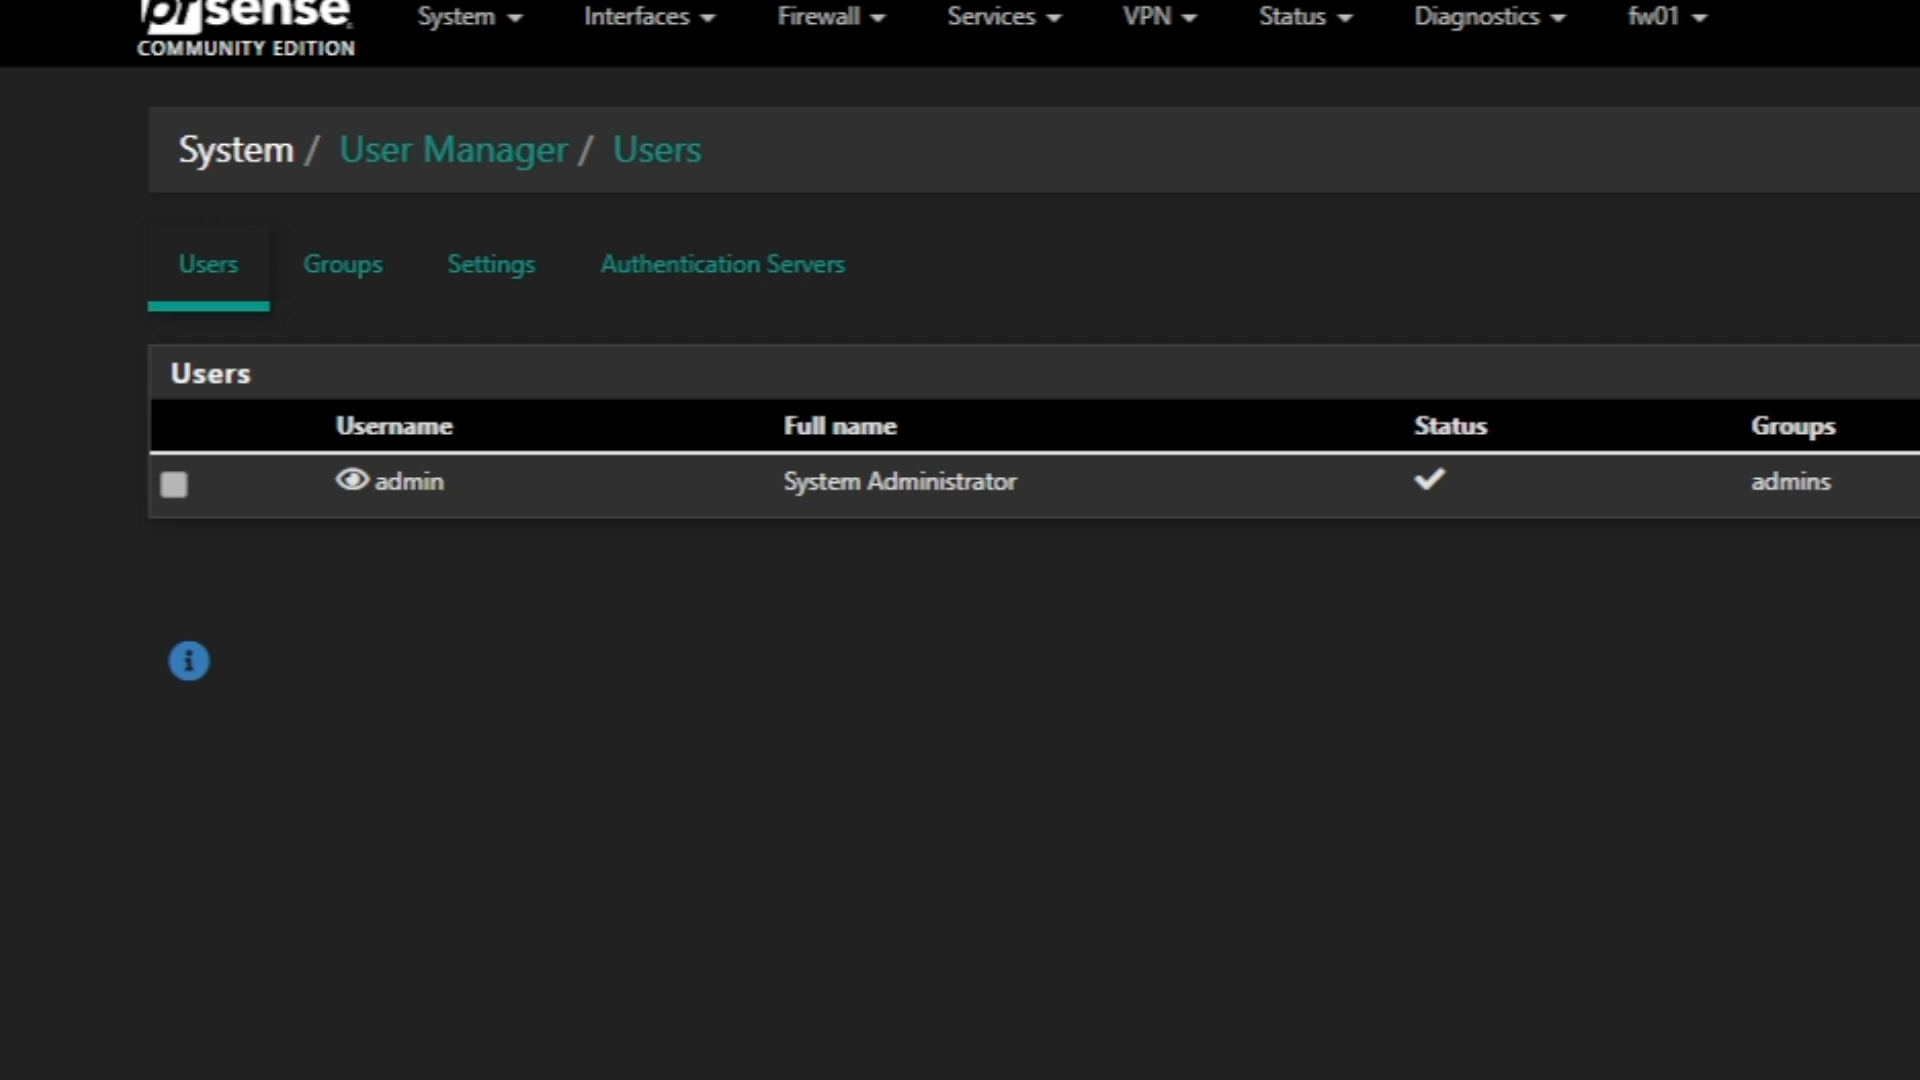 pfsense
COMMUNITY EDITION
System Interfaces Firewall Services VPN Status Diagnostics fw01
System / User Manager / Users
Users Groups Settings Authentication Servers
Users
Username Full name Status Groups
admin System Administrator admins